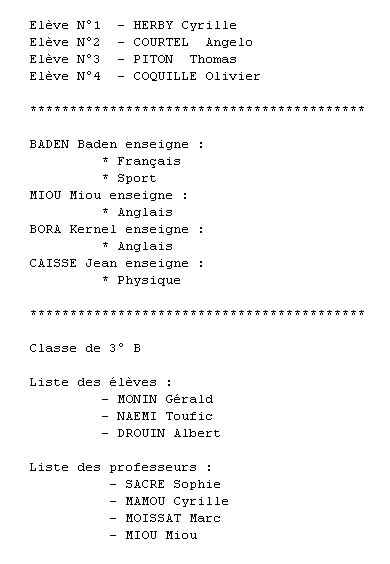 Elève N°1  - HERBY Cyrille
Elève N°2  - COURTEL  Angelo
Elève N°3  - PITON  Thomas
Elève N°4  - COQUILLE Olivier
******************************************
BADEN Baden enseigne :
* Français
* Sport
MIOU Miou enseigne :
* Anglais
BORA Kernel enseigne :
* Anglais
CAISSE Jean enseigne :
* Physique
******************************************
Classe de 3° B
Liste des élèves :
- MONIN Gérald
- NAEMI Toufic
- DROUIN Albert
Liste des professeurs :
- SACRE Sophie
- MAMOU Cyrille
- MOISSAT Marc
- MIOU Miou